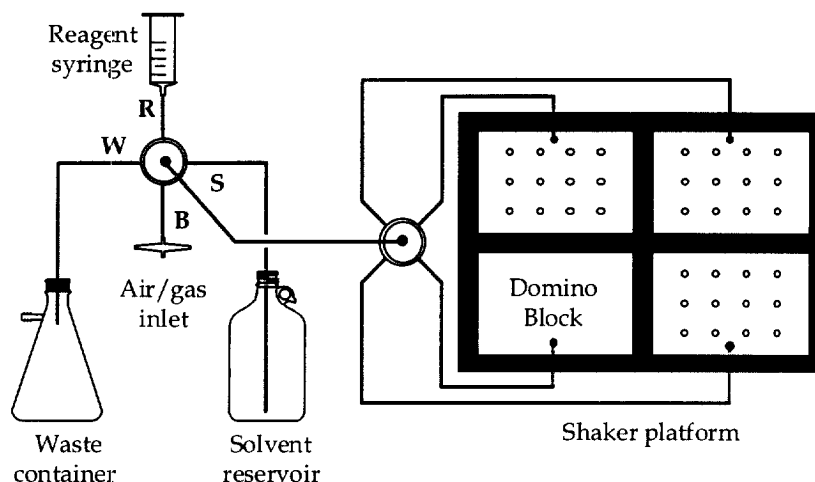 Reagent
syringe
R
W
S
B
Air/gas
inlet
Domino
Block
Waste
container
Solvent
reservoir
Shaker platform